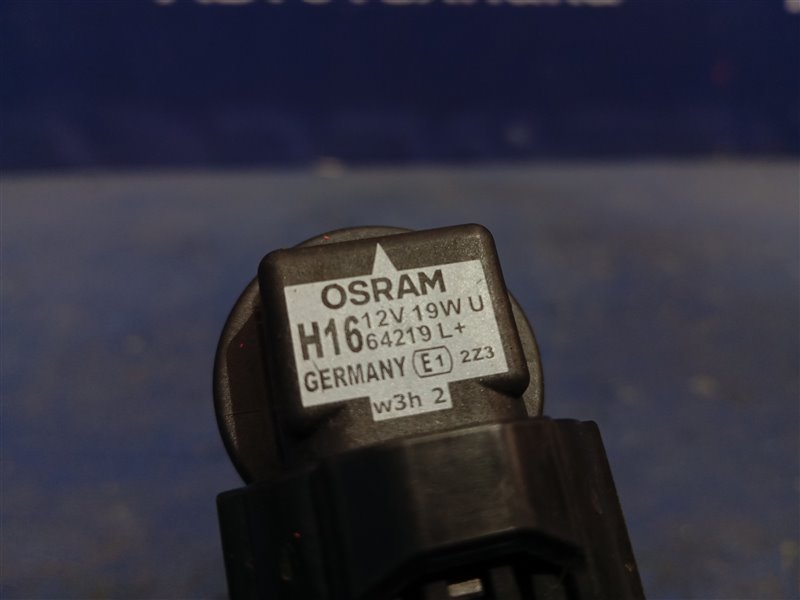 OSRAM
H16 12V 19W U
64219 L+
GERMANY E1 2Z3
w3h 2